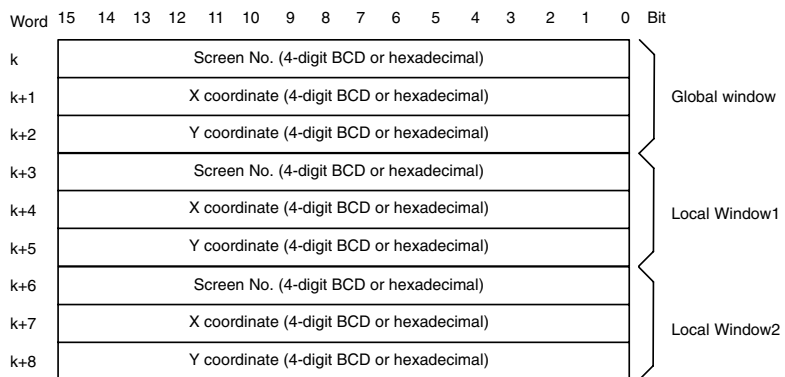 Word 15 14 13 12 11 10 9 8 7 6 5 4 3 2 1 0 Bit
k Screen No. (4-digit BCD or hexadecimal)
k+1 X coordinate (4-digit BCD or hexadecimal) Global window
k+2 Y coordinate (4-digit BCD or hexadecimal)
k+3 Screen No. (4-digit BCD or hexadecimal)
k+4 X coordinate (4-digit BCD or hexadecimal) Local Window1
k+5 Y coordinate (4-digit BCD or hexadecimal)
k+6 Screen No. (4-digit BCD or hexadecimal)
k+7 X coordinate (4-digit BCD or hexadecimal) Local Window2
k+8 Y coordinate (4-digit BCD or hexadecimal)